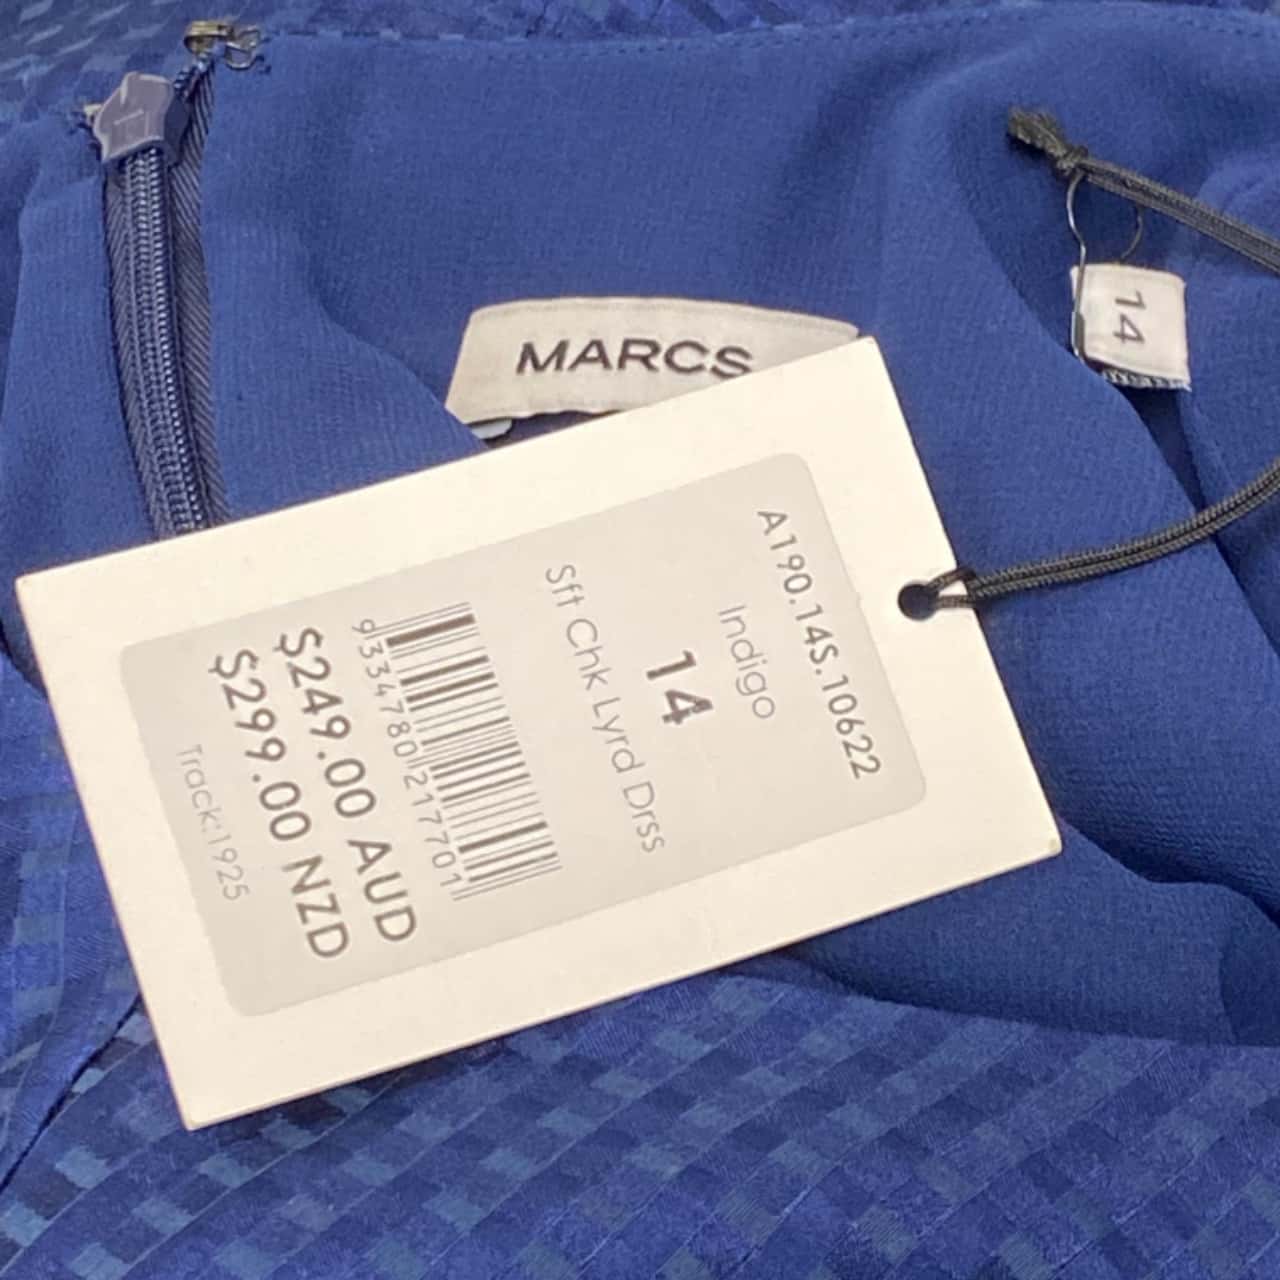 MARCS
14
A190.14S.10622
Indigo
14
Sft Chk Lyrd Drss
9334780217701
$249.00 AUD
$299.00 NZD
Track:1925